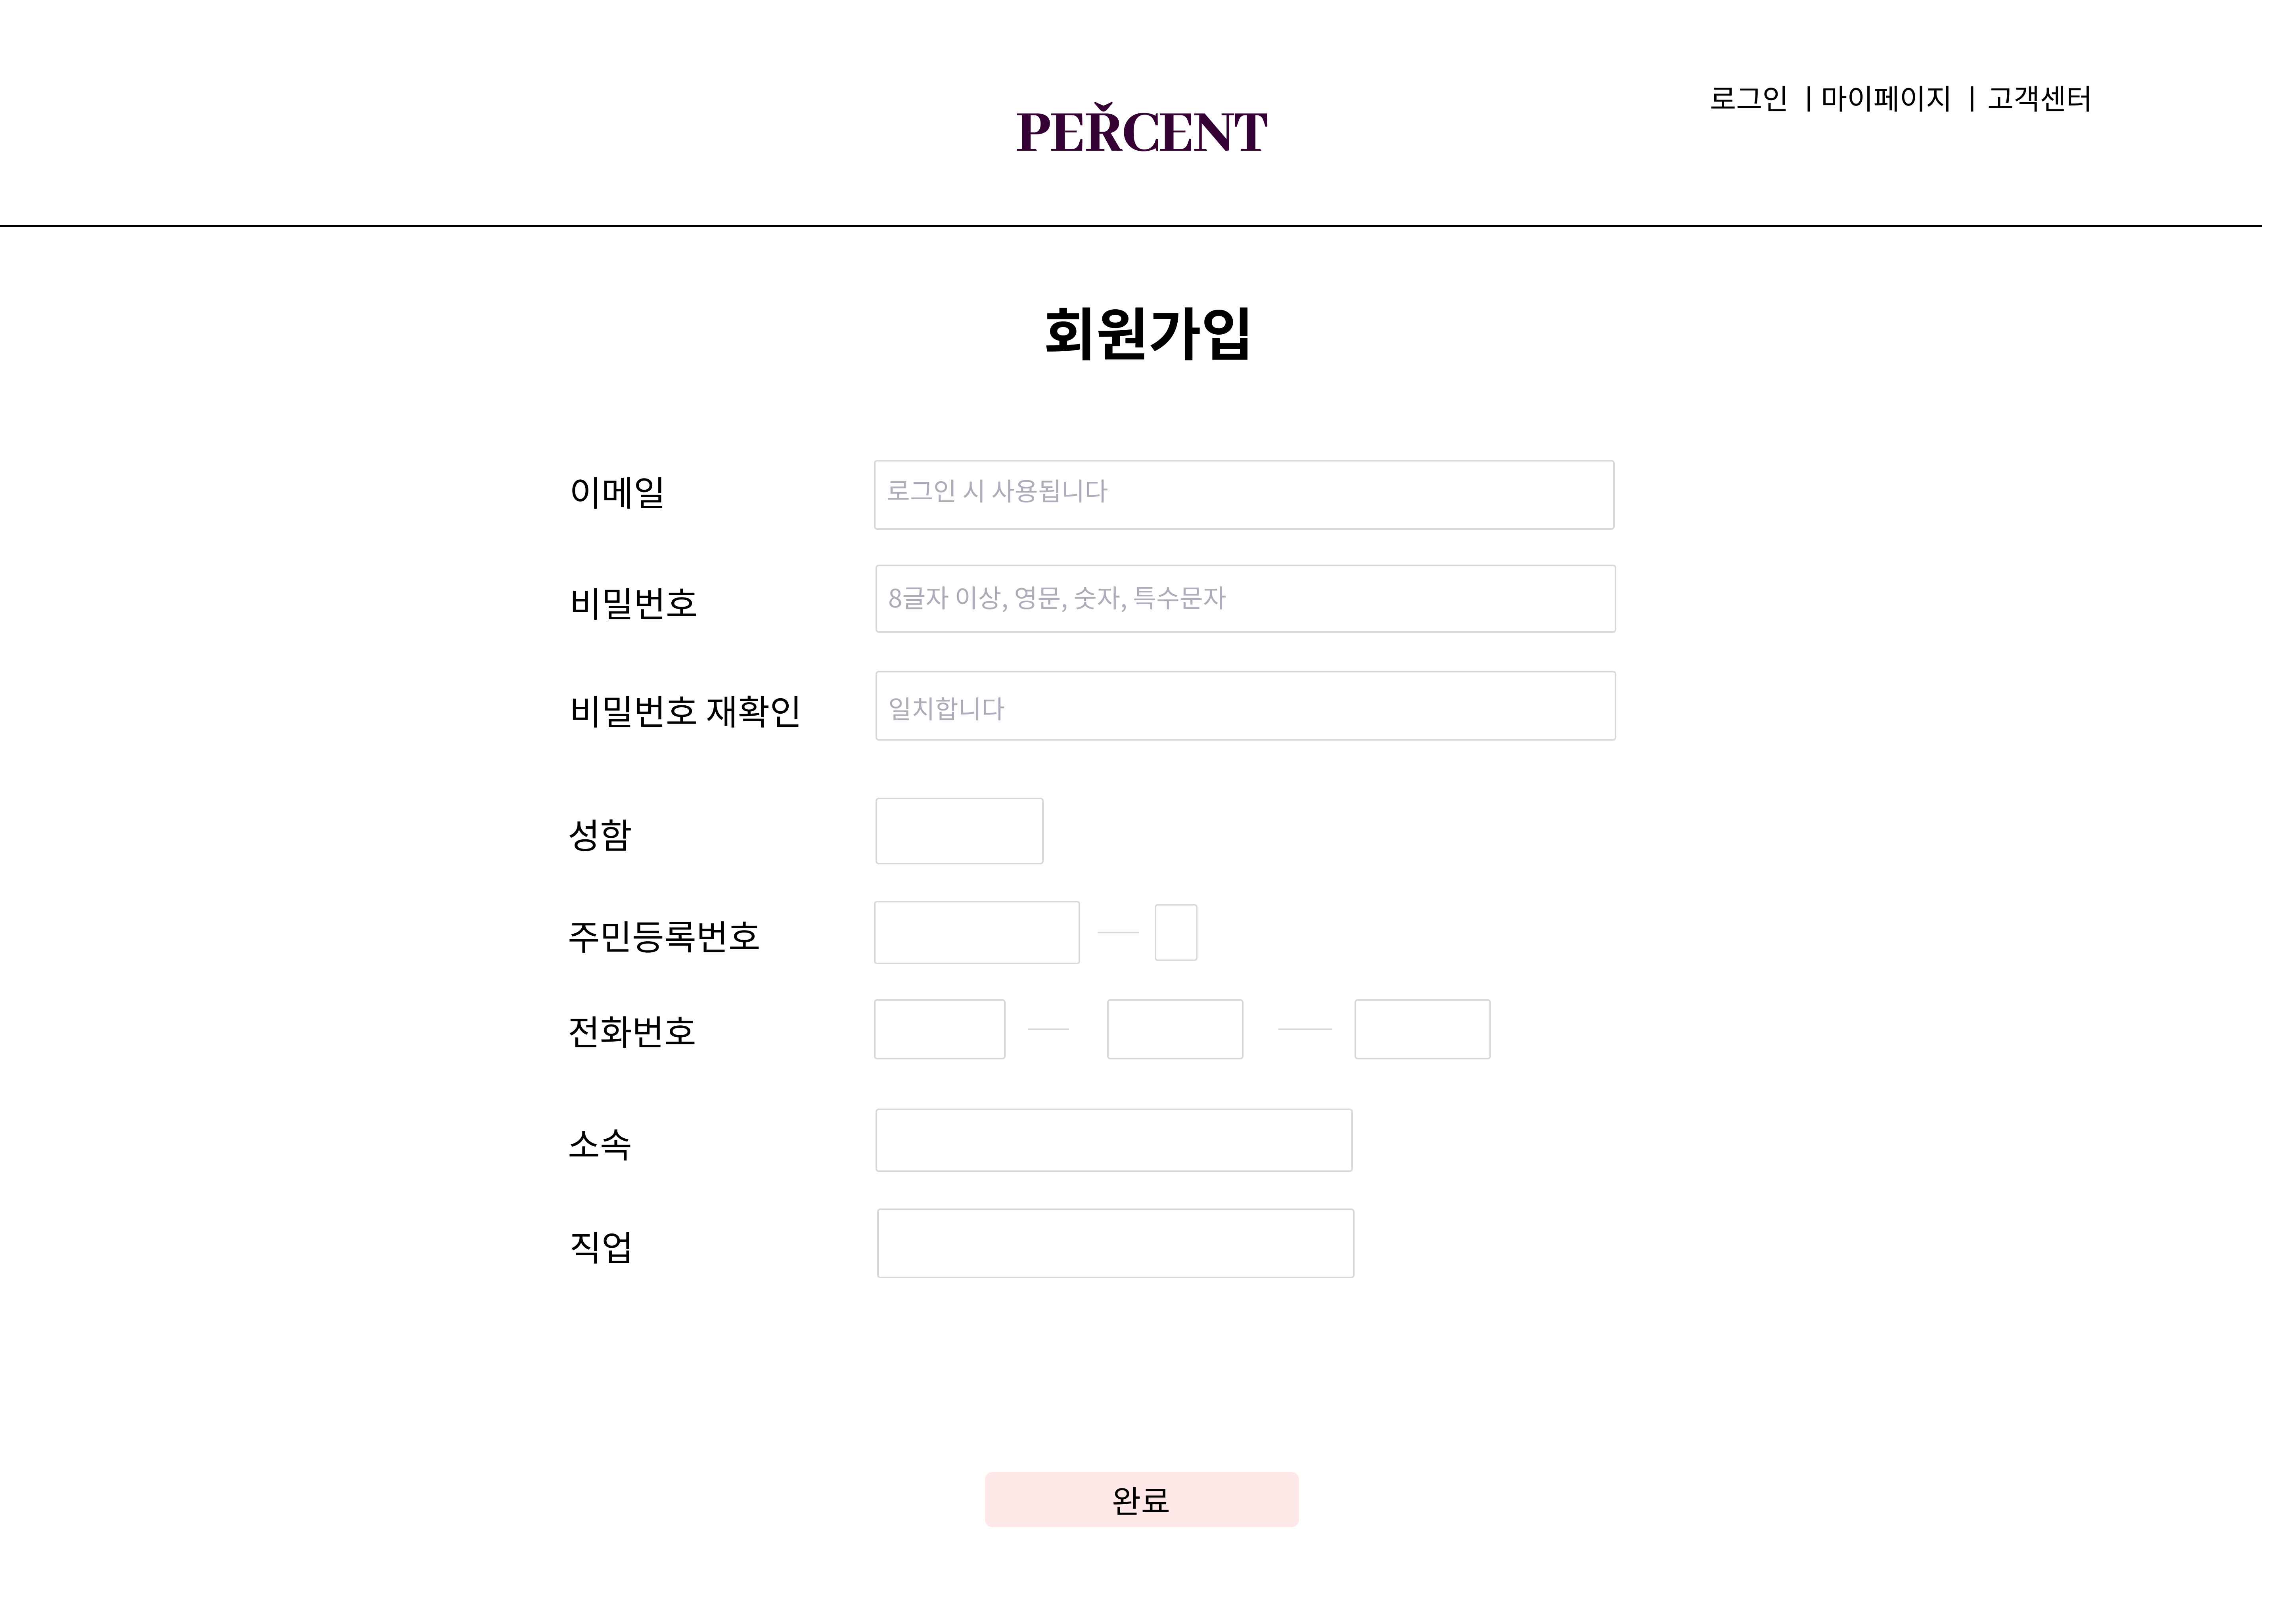 로그인 | 마이페이지 | 고객센터
PEŘCENT
회원가입
이메일
로그인 시 사용됩니다
비밀번호
8글자 이상, 영문, 숫자, 특수문자
비밀번호 재확인
일치합니다
성함
주민등록번호
전화번호
소속
직업
완료